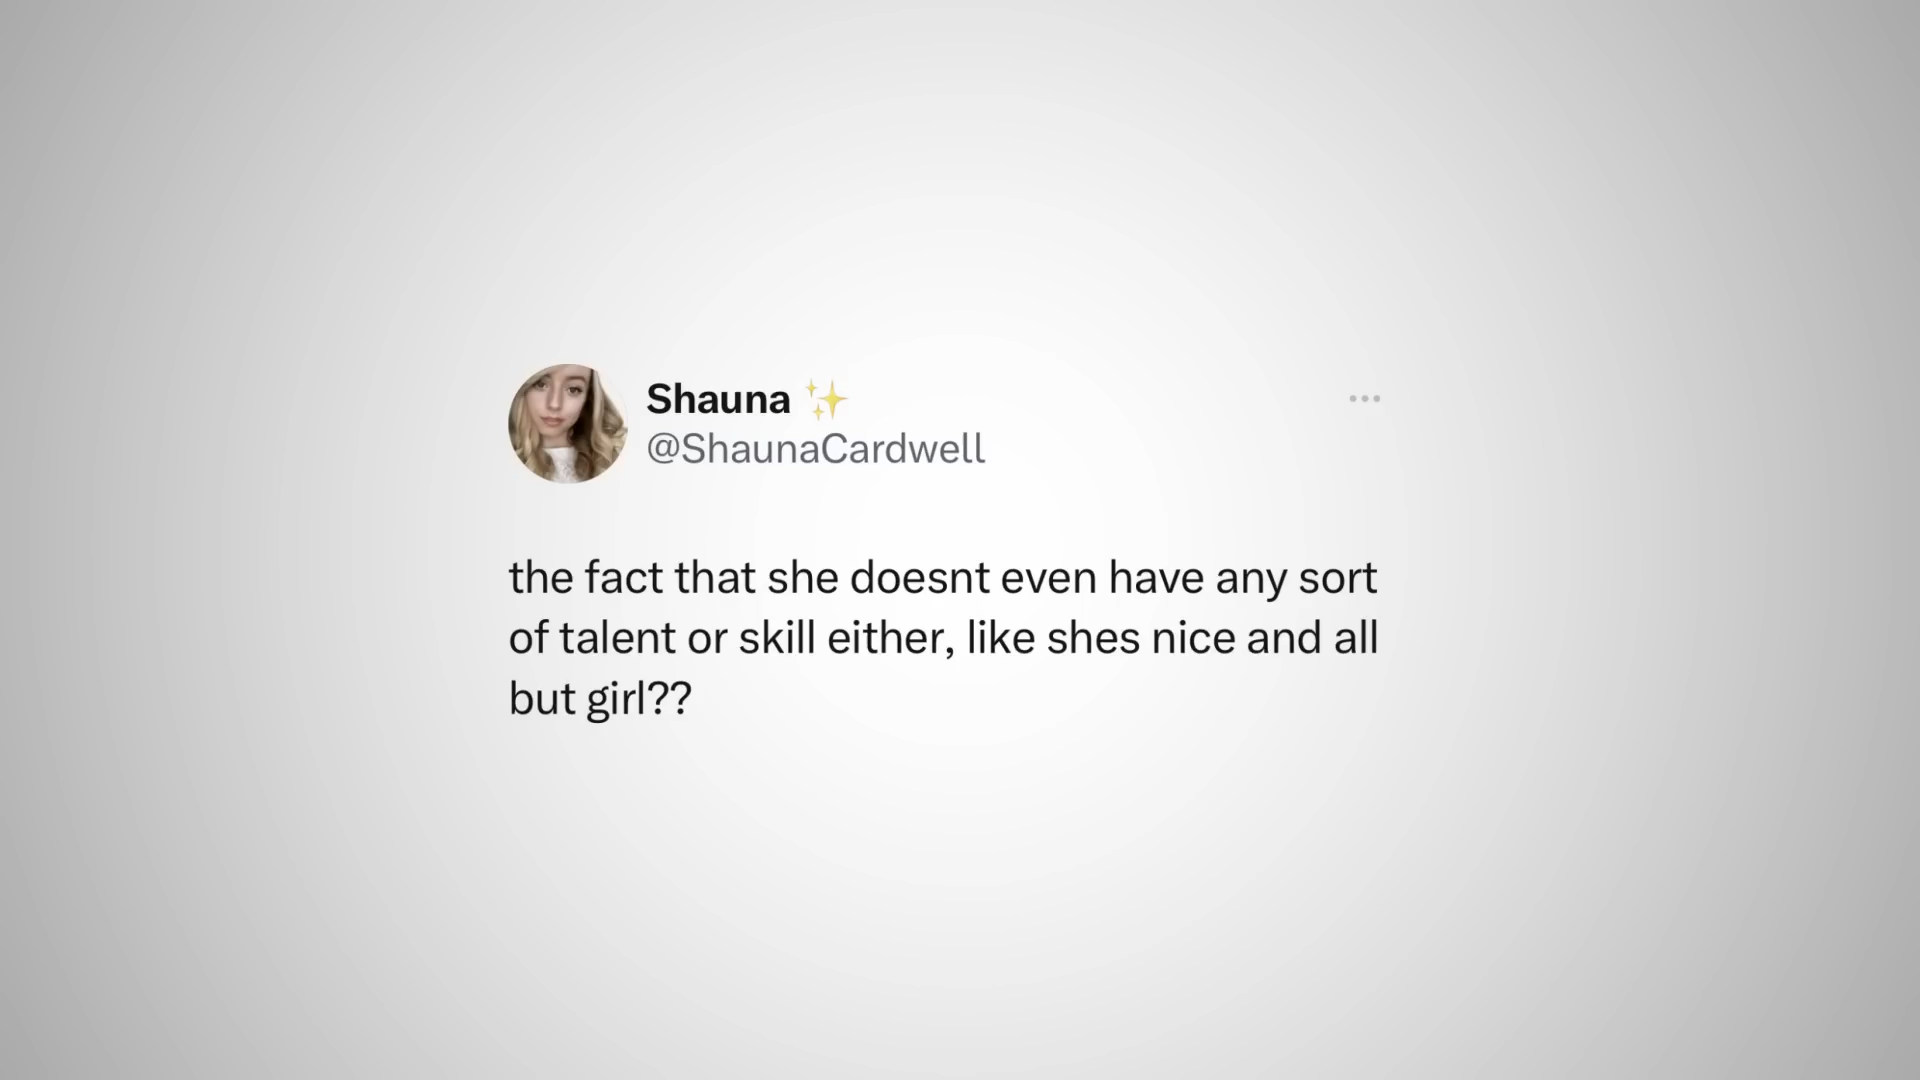 Shauna ✨
@ShaunaCardwell
the fact that she doesnt even have any sort
of talent or skill either, like shes nice and all
but girl??